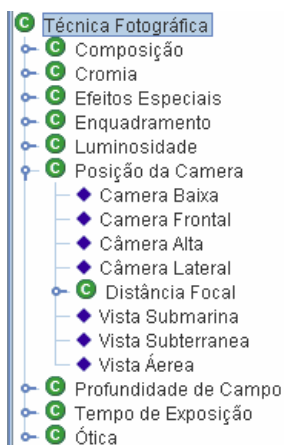 C Técnica Fotográfica
C Composição
C Cromia
C Efeitos Especiais
C Enquadramento
C Luminosidade
C Posição da Camera
Camera Baixa
Camera Frontal
Câmera Alta
Câmera Lateral
C Distância Focal
Vista Submarina
Vista Subterranea
Vista Áerea
C Profundidade de Campo
C Tempo de Exposição
C Ótica